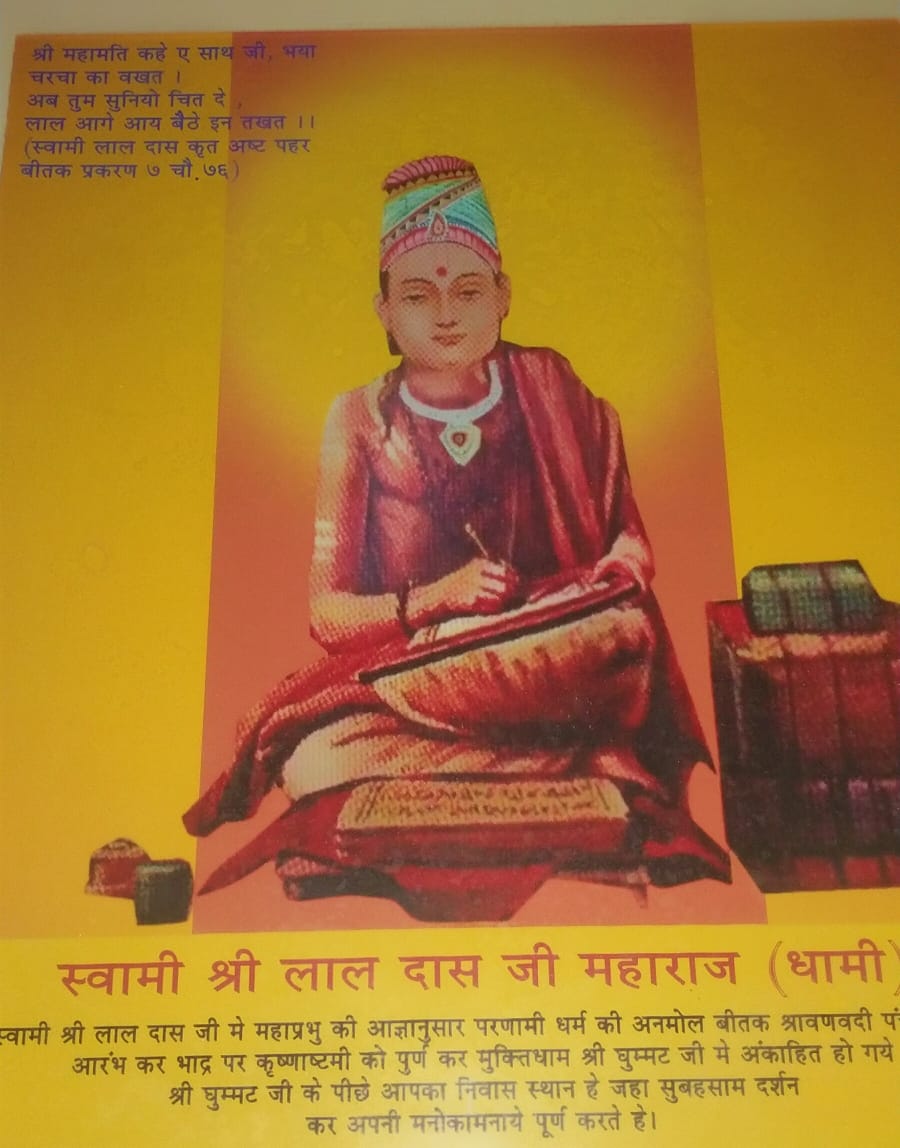 श्री महामति कहे ए साथ जी, भया
चरचा का वखत ।
अब तुम सुनियो चित दे ,
लाल आगे आय बैठे इन तखत ।।
(स्वामी लाल दास कृत अष्ट पहर
बीतक प्रकरण ७ चौ.७६)
स्वामी श्री लाल दास जी महाराज (धामी)
स्वामी श्री लाल दास जी मे महाप्रभु की आज्ञानुसार परणामी धर्म की अनमोल बीतक श्रावणवदी
आरंभ कर भाद्र पर कृष्णाष्टमी को पुर्ण कर मुक्तिधाम श्री घुम्मट जी मे अंकाहित हो गये
श्री घुम्मट जी के पीछे आपका निवास स्थान हे जहा सुबहसाम दर्शन
कर अपनी मनोकामनाये पूर्ण करते हे।